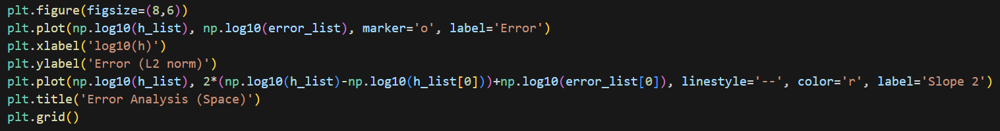 plt.figure(figsize=(8,6))
plt.plot(np.log10(h_list), np.log10(error_list), marker='o', label='Error')
plt.xlabel('log10(h)')
plt.ylabel('Error (L2 norm)')
plt.plot(np.log10(h_list), 2*(np.log10(h_list)-np.log10(h_list[0]))+np.log10(error_list[0]), linestyle='--', color='r', label='Slope 2')
plt.title('Error Analysis (Space)')
plt.grid()